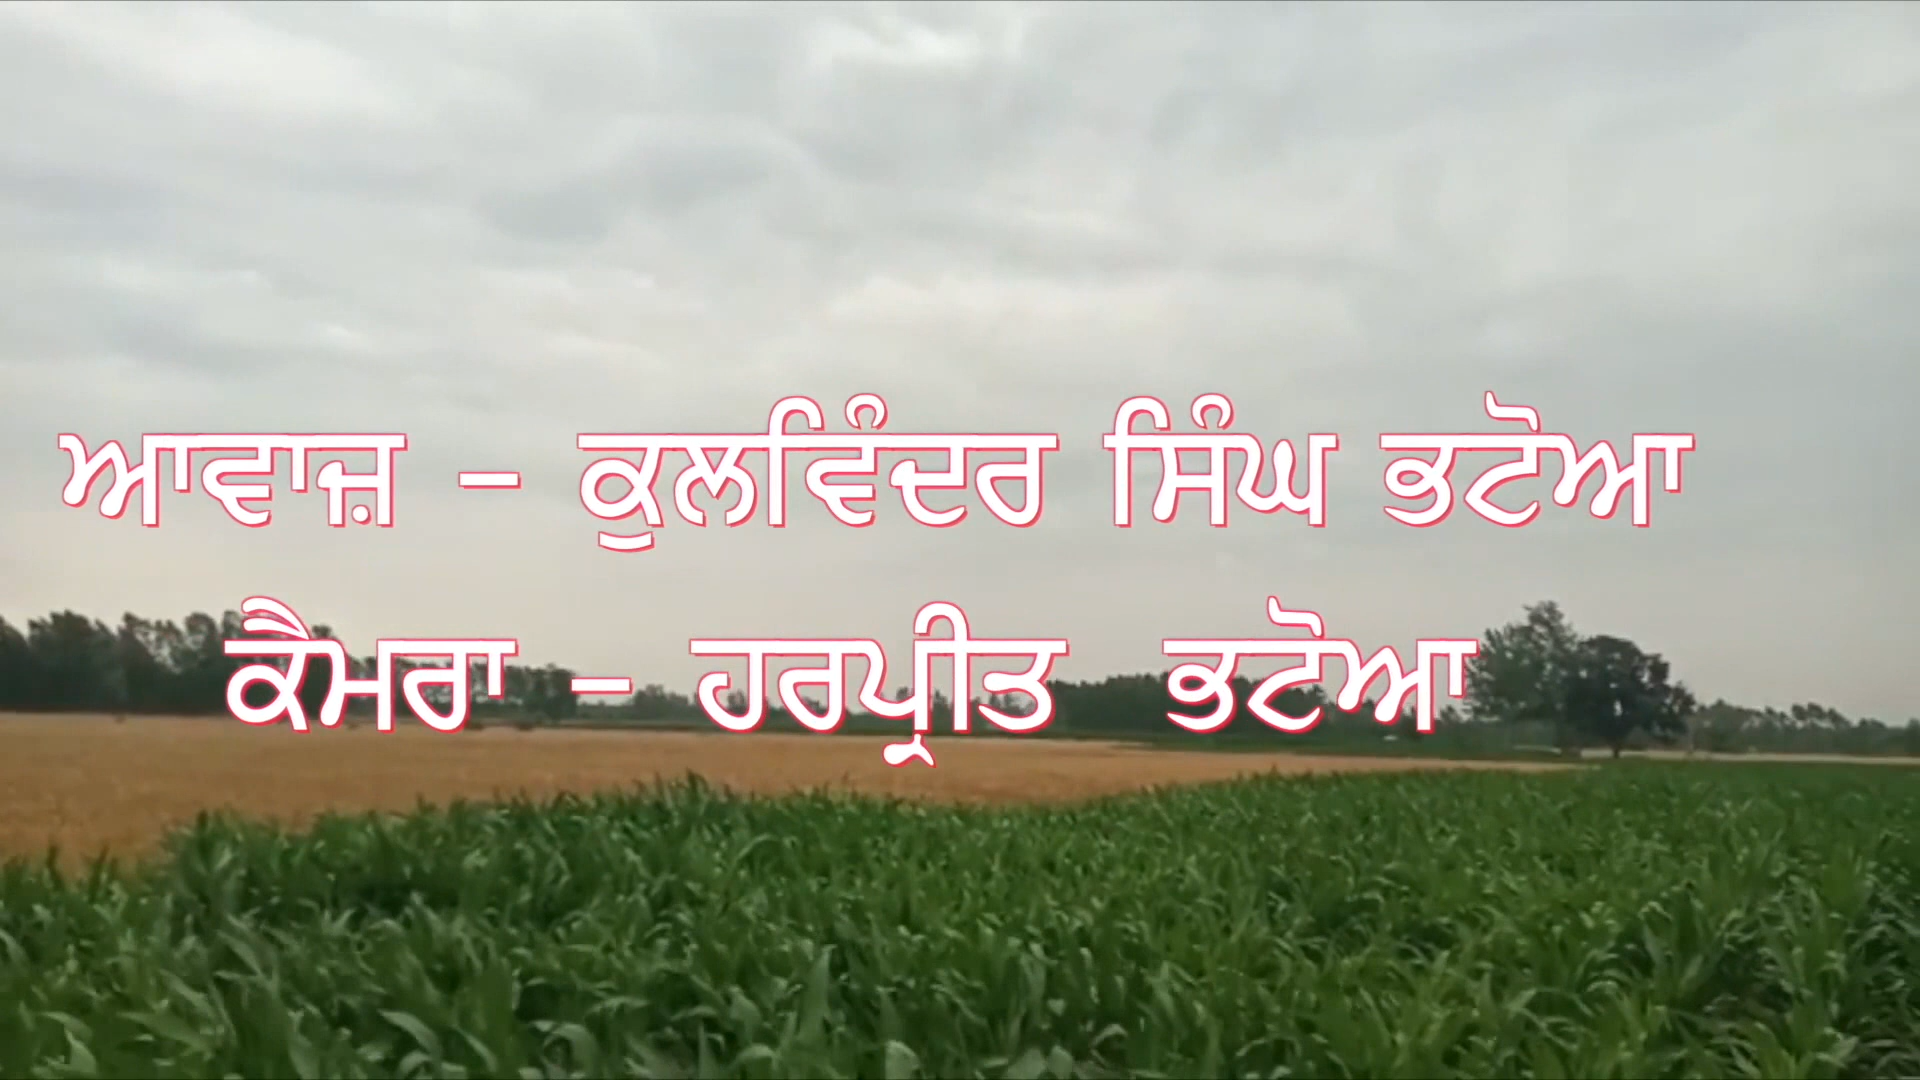 ਆਵਾਜ਼ - ਕੁਲਵਿੰਦਰ ਸਿੰਘ ਭਟੋਆ
ਕੈਮਰਾ - ਹਰਪ੍ਰੀਤ ਭਟੋਆ